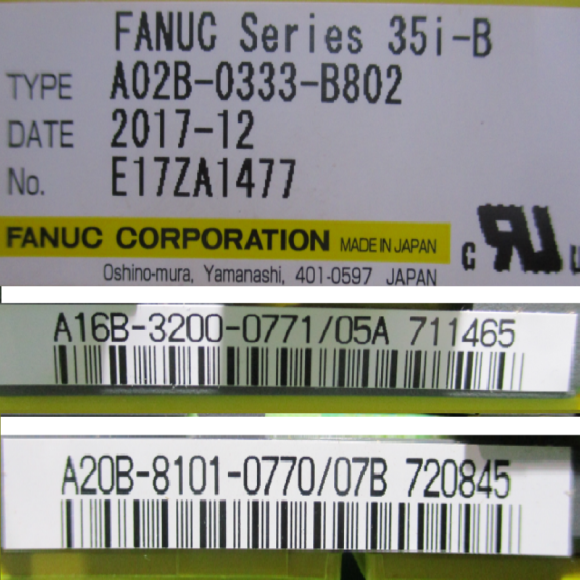 FANUC Series 35i-B
TYPE A02B-0333-B802
DATE 2017-12
No. E17ZA1477
FANUC CORPORATION MADE IN JAPAN
Oshino-mura, Yamanashi, 401-0597 JAPAN
A16B-3200-0771/05A 711465
A20B-8101-0770/07B 720845